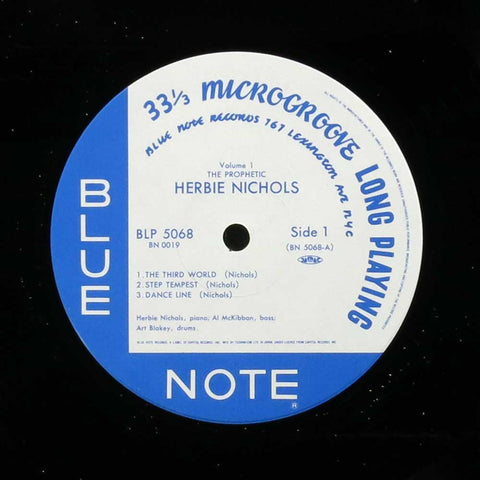 33 1/3 MICROGROOVE LONG PLAYING
BLUE NOTE RECORDS 767 LEXINGTON AVE N.Y.C
Volume 1
THE PROPHETIC
HERBIE NICHOLS
BLP 5068
BN 0019
Side 1
(BN 5068-A)
1. THE THIRD WORLD (Nichols)
2. STEP TEMPEST (Nichols)
3. DANCE LINE (Nichols)
Herbie Nichols, piano; Al McKibbon, bass;
Art Blakey, drums.
BLUE NOTE
R